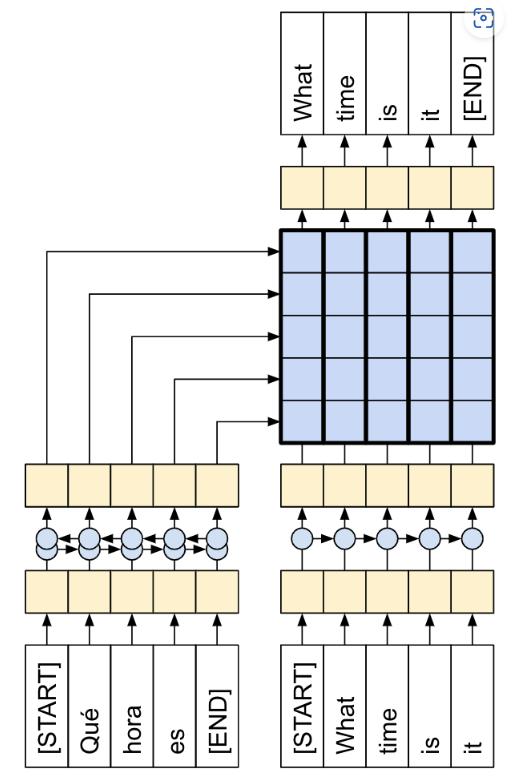 What
time
is
it
[END]
[START]
Qué
hora
es
[END]
[START]
What
time
is
it